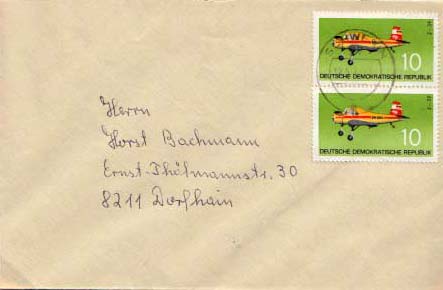 10
DEUTSCHE DEMOKRATISCHE REPUBLIK
10
DEUTSCHE DEMOKRATISCHE REPUBLIK
Herrn
Horst Bachmann
Ernst-Thälmannstr. 30
8211 Dorfhain